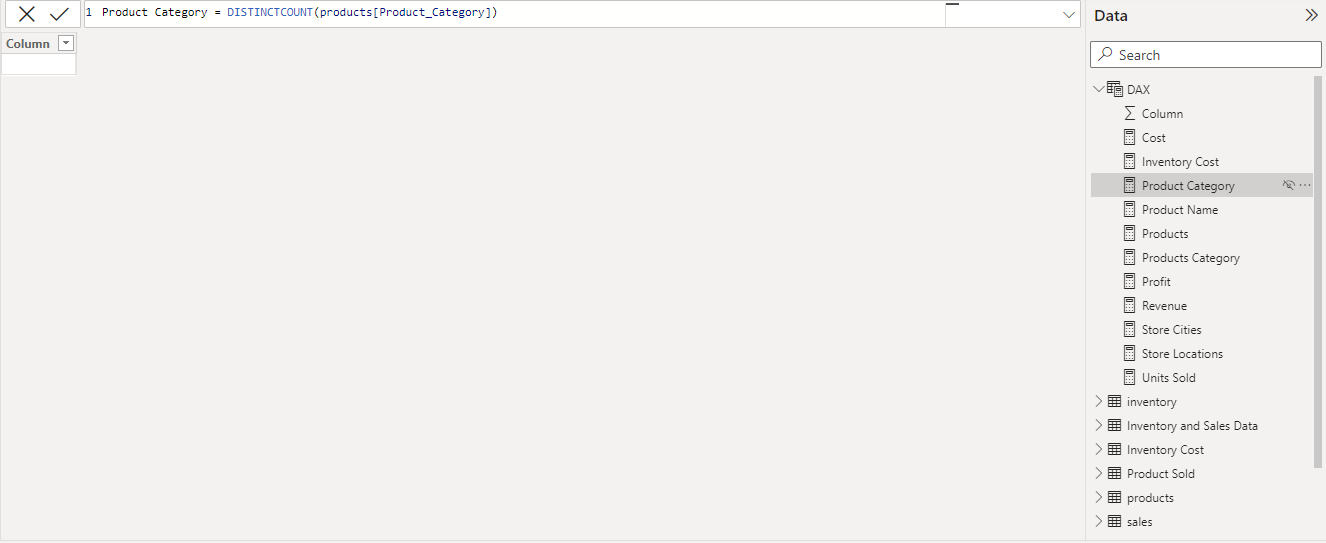 1 Product Category = DISTINCTCOUNT(products[Product_Category])
Column
Data
Search
DAX
Column
Cost
Inventory Cost
Product Category
Product Name
Products
Products Category
Profit
Revenue
Store Cities
Store Locations
Units Sold
inventory
Inventory and Sales Data
Inventory Cost
Product Sold
products
sales